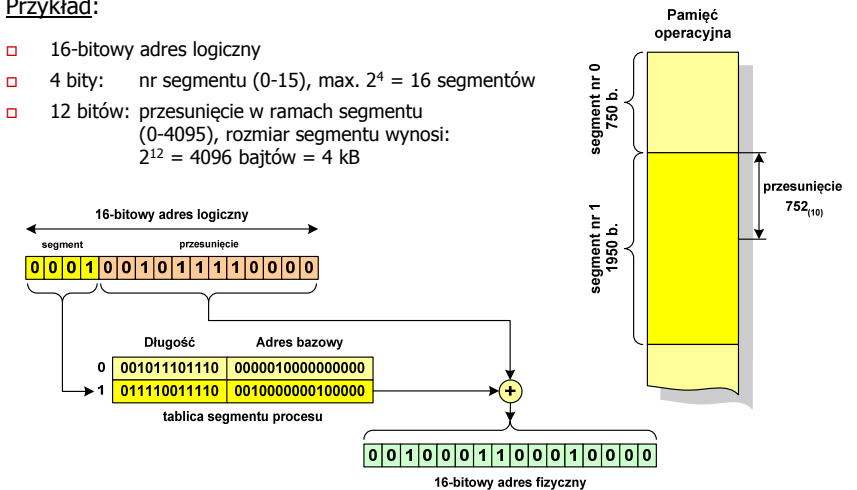 Przykład:
16-bitowy adres logiczny
4 bity: nr segmentu (0-15), max. 2⁴ = 16 segmentów
12 bitów: przesunięcie w ramach segmentu
(0-4095), rozmiar segmentu wynosi:
2¹² = 4096 bajtów = 4 kB
Pamięć
operacyjna
segment nr 0
750 b.
segment nr 1
1950 b.
przesunięcie
752(10)
16-bitowy adres logiczny
segment przesunięcie
0 0 0 1 0 0 1 0 1 1 1 1 0 0 0 0
Długość Adres bazowy
0 001011101110 0000010000000000
1 011110011110 0010000000100000
tablica segmentu procesu
+
0 0 1 0 0 0 1 1 0 0 0 1 0 0 0 0
16-bitowy adres fizyczny